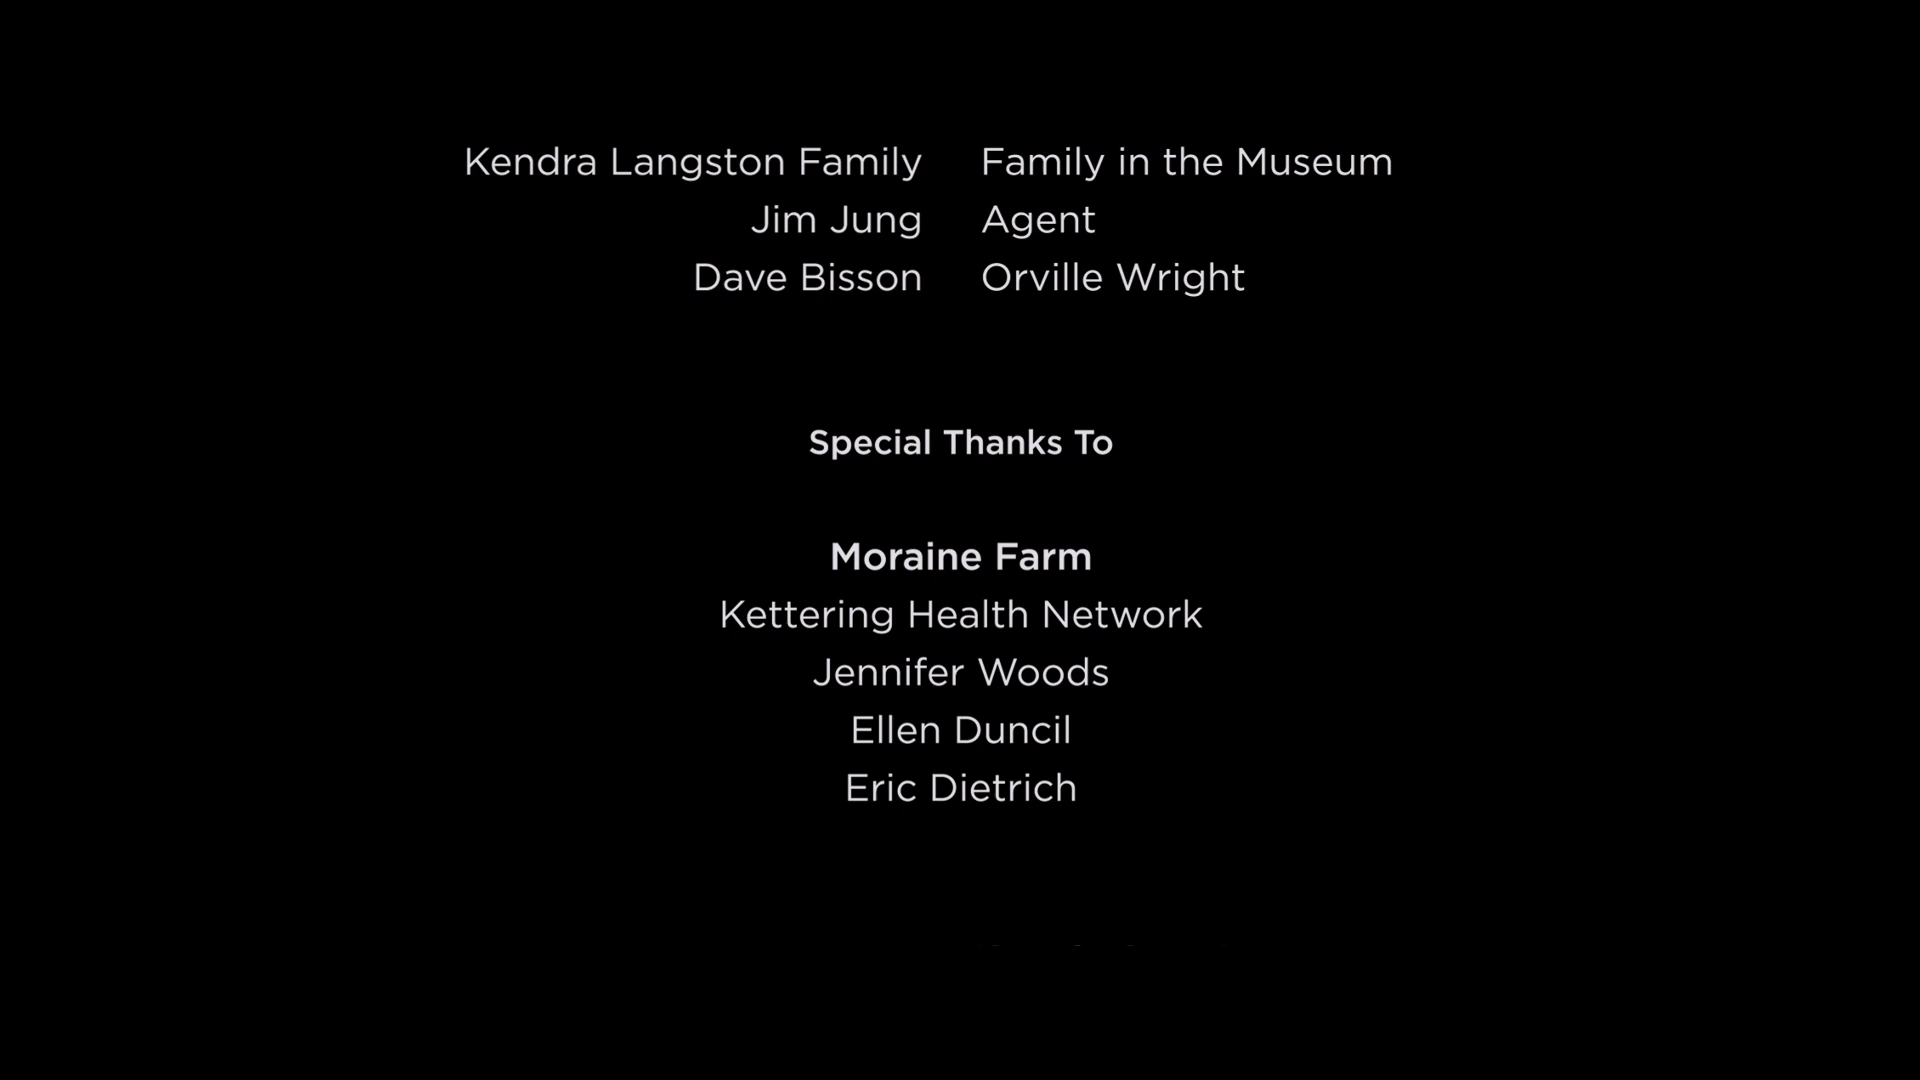 Kendra Langston Family Family in the Museum
Jim Jung Agent
Dave Bisson Orville Wright
Special Thanks To
Moraine Farm
Kettering Health Network
Jennifer Woods
Ellen Duncil
Eric Dietrich